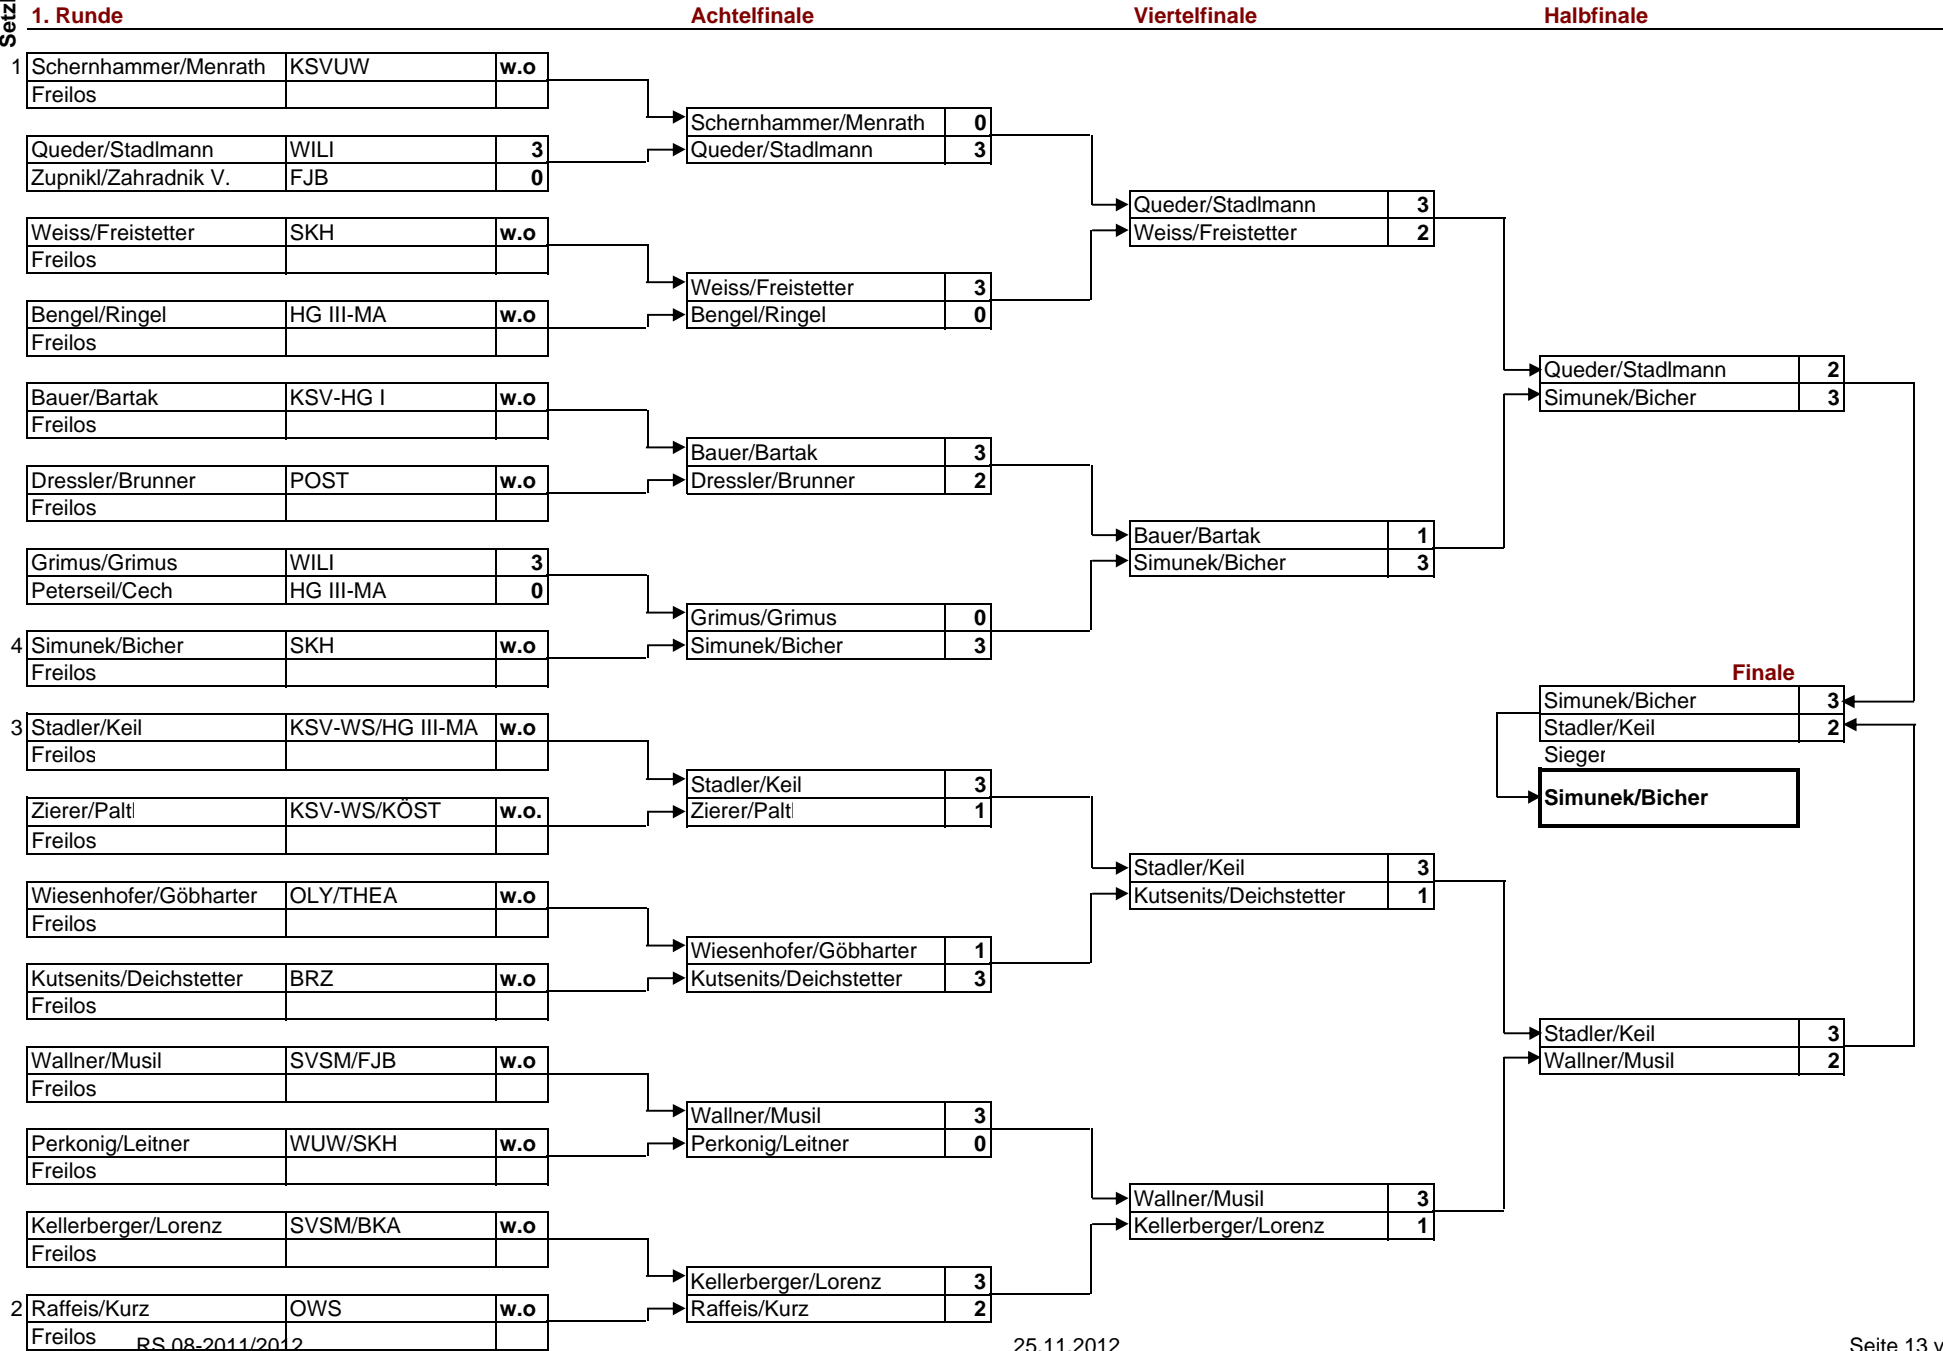 1. Runde Achtelfinale Viertelfinale Halbfinale
1 Schernhammer/Menrath KSVUW w.o
Freilos
Schernhammer/Menrath 0
Queder/Stadlmann WILI 3 Queder/Stadlmann 3
Zupnikl/Zahradnik V. FJB 0
Queder/Stadlmann 3
Weiss/Freistetter SKH w.o Weiss/Freistetter 2
Freilos
Weiss/Freistetter 3
Bengel/Ringel HG III-MA w.o Bengel/Ringel 0
Freilos
Queder/Stadlmann 2
Bauer/Bartak KSV-HG I w.o Simunek/Bicher 3
Freilos
Bauer/Bartak 3
Dressler/Brunner POST w.o Dressler/Brunner 2
Freilos
Bauer/Bartak 1
Grimus/Grimus WILI 3 Simunek/Bicher 3
Peterseil/Cech HG III-MA 0
Grimus/Grimus 0
4 Simunek/Bicher SKH w.o Simunek/Bicher 3
Freilos Finale
Simunek/Bicher 3
3 Stadler/Keil KSV-WS/HG III-MA w.o Stadler/Keil 2
Freilos Sieger
Stadler/Keil 3
Simunek/Bicher
Zierer/Paltl KSV-WS/KÖST w.o. Zierer/Paltl 1
Freilos
Stadler/Keil 3
Wiesenhofer/Göbharter OLY/THEA w.o Kutsenits/Deichstetter 1
Freilos
Wiesenhofer/Göbharter 1
Kutsenits/Deichstetter BRZ w.o Kutsenits/Deichstetter 3
Freilos
Stadler/Keil 3
Wallner/Musil SVSM/FJB w.o Wallner/Musil 2
Freilos
Wallner/Musil 3
Perkonig/Leitner WUW/SKH w.o Perkonig/Leitner 0
Freilos
Wallner/Musil 3
Kellerberger/Lorenz SVSM/BKA w.o Kellerberger/Lorenz 1
Freilos
Kellerberger/Lorenz 3
2 Raffeis/Kurz OWS w.o Raffeis/Kurz 2
Freilos
RS 08-2011/2012 25.11.2012 Seite 13 v